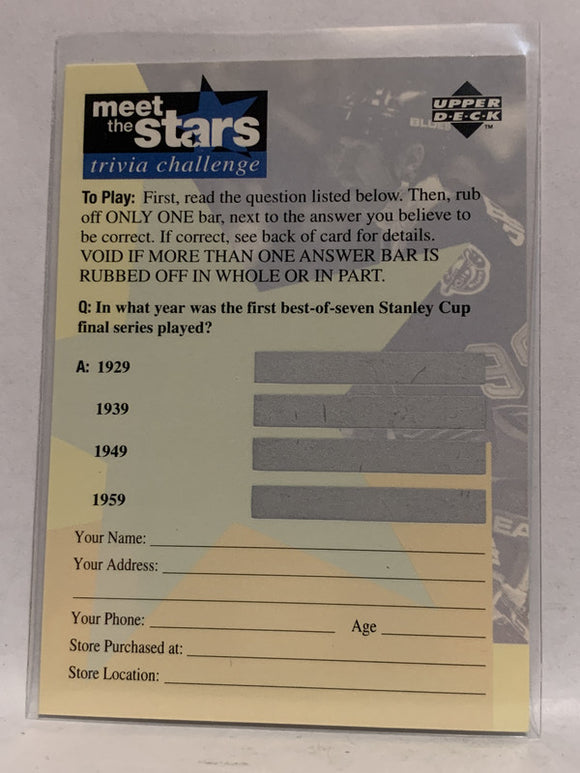 meet
the stars
trivia challenge
UPPER
D·E·C·K
TM
BLUE
To Play: First, read the question listed below. Then, rub
off ONLY ONE bar, next to the answer you believe to
be correct. If correct, see back of card for details.
VOID IF MORE THAN ONE ANSWER BAR IS
RUBBED OFF IN WHOLE OR IN PART.
Q: In what year was the first best-of-seven Stanley Cup
final series played?
A: 1929
1939
1949
1959
Your Name:
Your Address:
Your Phone: Age
Store Purchased at:
Store Location: